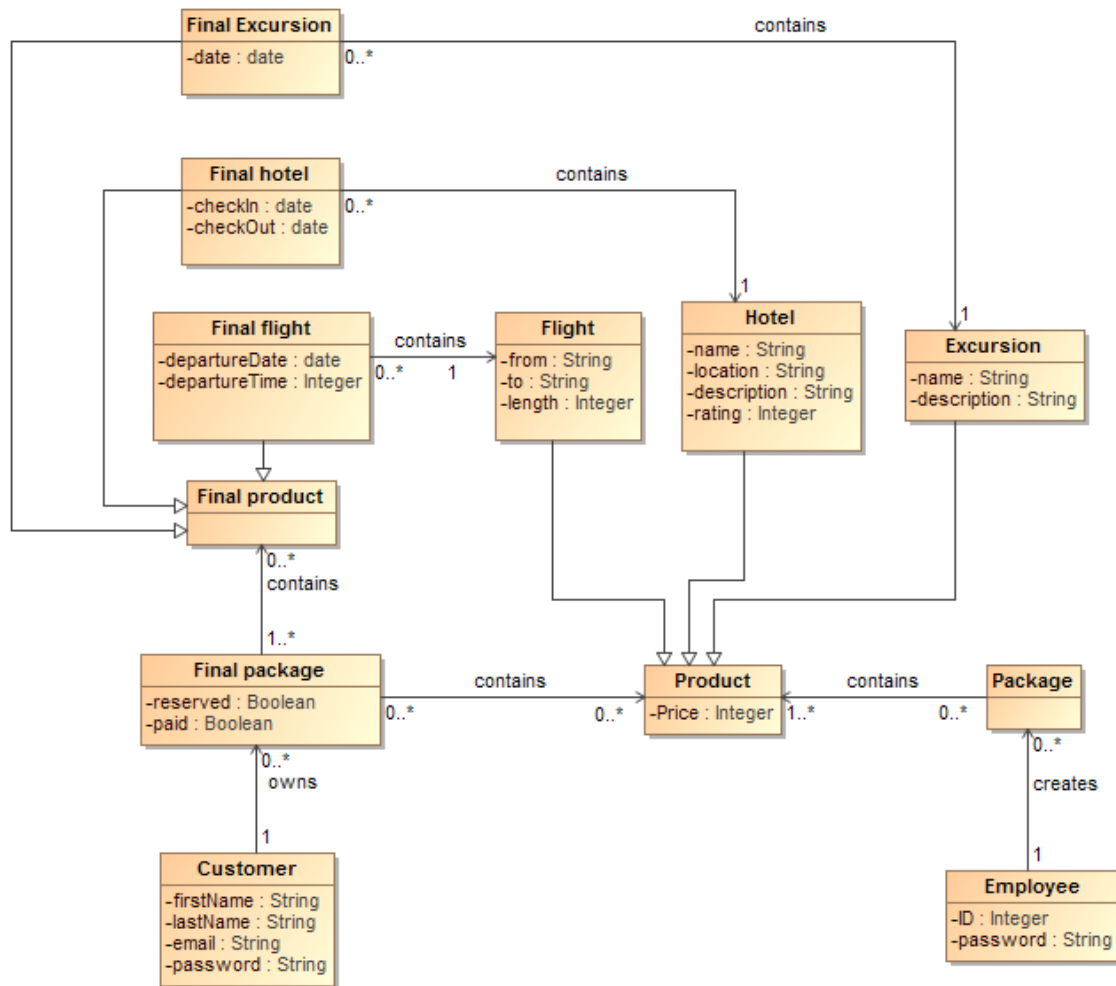 Final Excursion
-date : date
0..*
contains
Final hotel
-checkIn : date
-checkOut : date
0..*
contains
1
1
Final flight
-departureDate : date
-departureTime : Integer
contains
0..*
1
Flight
-from : String
-to : String
-length : Integer
Hotel
-name : String
-location : String
-description : String
-rating : Integer
Excursion
-name : String
-description : String
Final product
0..*
contains
1..*
Final package
-reserved : Boolean
-paid : Boolean
contains
0..*
0..*
Product
-Price : Integer
contains
1..*
0..*
Package
0..*
owns
1
0..*
creates
1
Customer
-firstName : String
-lastName : String
-email : String
-password : String
Employee
-ID : Integer
-password : String